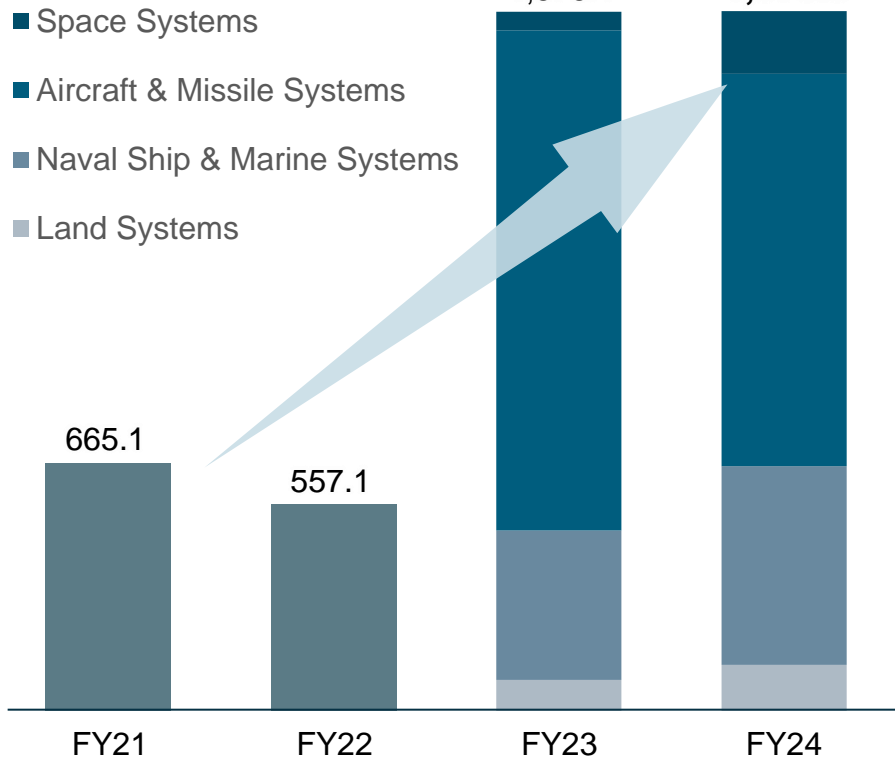 Space Systems
Aircraft & Missile Systems
Naval Ship & Marine Systems
Land Systems
665.1
557.1
FY21
FY22
FY23
FY24